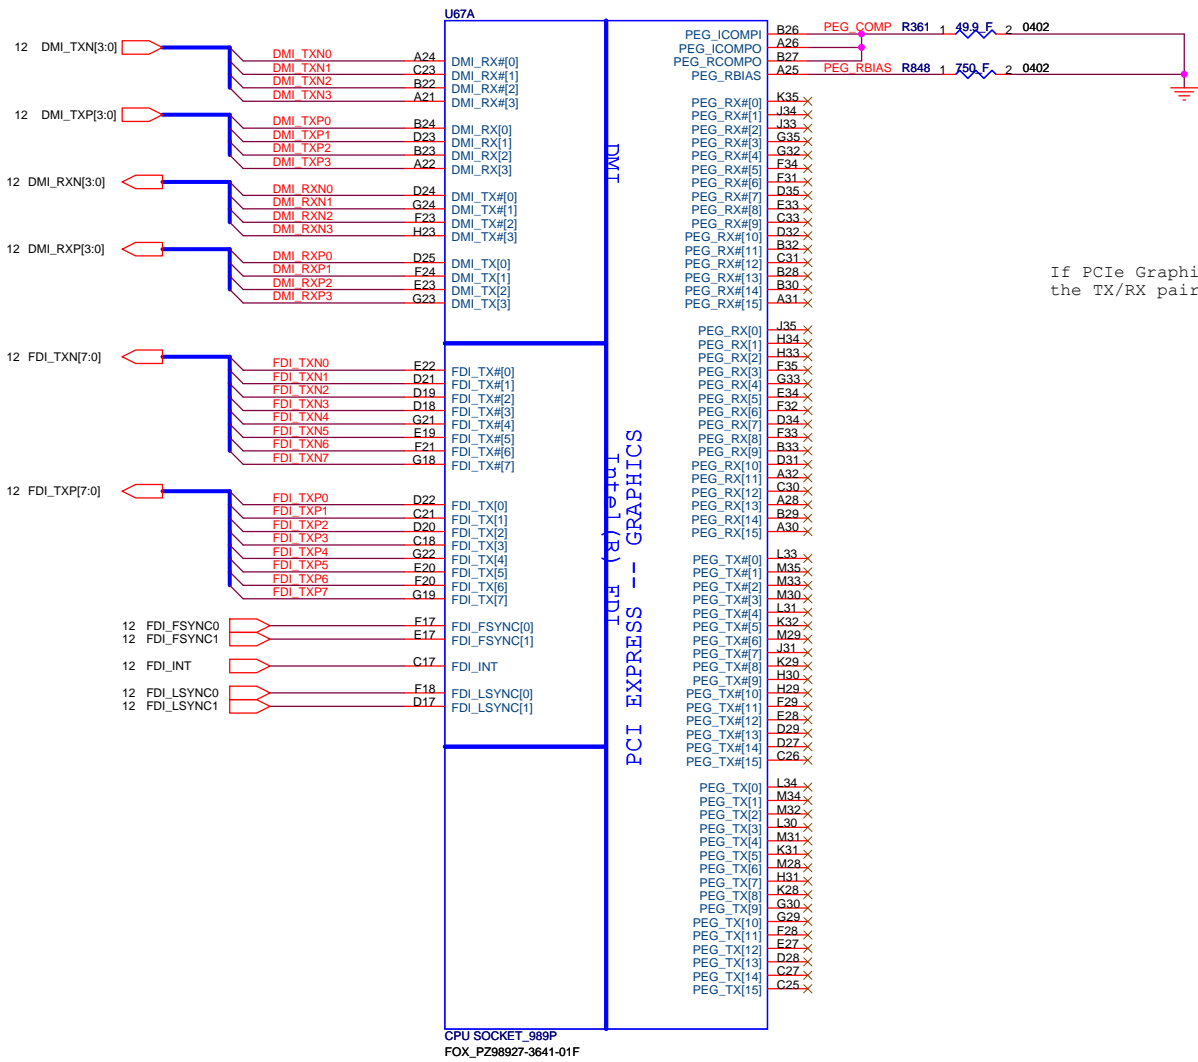 U67A
12 DMI_TXN[3:0]
DMI_TXN0 A24 DMI_RX#[0]
DMI_TXN1 C23 DMI_RX#[1]
DMI_TXN2 B22 DMI_RX#[2]
DMI_TXN3 A21 DMI_RX#[3]
12 DMI_TXP[3:0]
DMI_TXP0 B24 DMI_RX[0]
DMI_TXP1 D23 DMI_RX[1]
DMI_TXP2 B23 DMI_RX[2]
DMI_TXP3 A22 DMI_RX[3]
12 DMI_RXN[3:0]
DMI_RXN0 D24 DMI_TX#[0]
DMI_RXN1 G24 DMI_TX#[1]
DMI_RXN2 F23 DMI_TX#[2]
DMI_RXN3 H23 DMI_TX#[3]
12 DMI_RXP[3:0]
DMI_RXP0 D25 DMI_TX[0]
DMI_RXP1 F24 DMI_TX[1]
DMI_RXP2 E23 DMI_TX[2]
DMI_RXP3 G23 DMI_TX[3]
12 FDI_TXN[7:0]
FDI_TXN0 E22 FDI_TX#[0]
FDI_TXN1 D21 FDI_TX#[1]
FDI_TXN2 D19 FDI_TX#[2]
FDI_TXN3 D18 FDI_TX#[3]
FDI_TXN4 G21 FDI_TX#[4]
FDI_TXN5 E19 FDI_TX#[5]
FDI_TXN6 F21 FDI_TX#[6]
FDI_TXN7 G18 FDI_TX#[7]
12 FDI_TXP[7:0]
FDI_TXP0 D22 FDI_TX[0]
FDI_TXP1 C21 FDI_TX[1]
FDI_TXP2 D20 FDI_TX[2]
FDI_TXP3 C18 FDI_TX[3]
FDI_TXP4 G22 FDI_TX[4]
FDI_TXP5 E20 FDI_TX[5]
FDI_TXP6 F20 FDI_TX[6]
FDI_TXP7 G19 FDI_TX[7]
12 FDI_FSYNC0 F17 FDI_FSYNC[0]
12 FDI_FSYNC1 E17 FDI_FSYNC[1]
12 FDI_INT C17 FDI_INT
12 FDI_LSYNC0 F18 FDI_LSYNC[0]
12 FDI_LSYNC1 D17 FDI_LSYNC[1]
DMI
Intel(R) FDI
PCI EXPRESS -- GRAPHICS
PEG_ICOMPI B26 PEG_COMP R361 1 49.9_F 2 0402
PEG_ICOMPO A26
PEG_RCOMPO B27
PEG_RBIAS A25 PEG_RBIAS R848 1 750_F 2 0402
PEG_RX#[0] K35
PEG_RX#[1] J34
PEG_RX#[2] J33
PEG_RX#[3] G35
PEG_RX#[4] G32
PEG_RX#[5] F34
PEG_RX#[6] F31
PEG_RX#[7] D35
PEG_RX#[8] E33
PEG_RX#[9] C33
PEG_RX#[10] D32
PEG_RX#[11] B32
PEG_RX#[12] C31
PEG_RX#[13] B28
PEG_RX#[14] B30
PEG_RX#[15] A31
If PCIe Graphi
the TX/RX pair
PEG_RX[0] J35
PEG_RX[1] H34
PEG_RX[2] H33
PEG_RX[3] F35
PEG_RX[4] G33
PEG_RX[5] E34
PEG_RX[6] F32
PEG_RX[7] D34
PEG_RX[8] F33
PEG_RX[9] B33
PEG_RX[10] D31
PEG_RX[11] A32
PEG_RX[12] C30
PEG_RX[13] A28
PEG_RX[14] B29
PEG_RX[15] A30
PEG_TX#[0] L33
PEG_TX#[1] M35
PEG_TX#[2] M33
PEG_TX#[3] M30
PEG_TX#[4] L31
PEG_TX#[5] K32
PEG_TX#[6] M29
PEG_TX#[7] J31
PEG_TX#[8] K29
PEG_TX#[9] H30
PEG_TX#[10] H29
PEG_TX#[11] F29
PEG_TX#[12] E28
PEG_TX#[13] D29
PEG_TX#[14] D27
PEG_TX#[15] C26
PEG_TX[0] L34
PEG_TX[1] M34
PEG_TX[2] M32
PEG_TX[3] L30
PEG_TX[4] M31
PEG_TX[5] K31
PEG_TX[6] M28
PEG_TX[7] H31
PEG_TX[8] K28
PEG_TX[9] G30
PEG_TX[10] G29
PEG_TX[11] F28
PEG_TX[12] E27
PEG_TX[13] D28
PEG_TX[14] C27
PEG_TX[15] C25
CPU SOCKET_989P
FOX_PZ98927-3641-01F